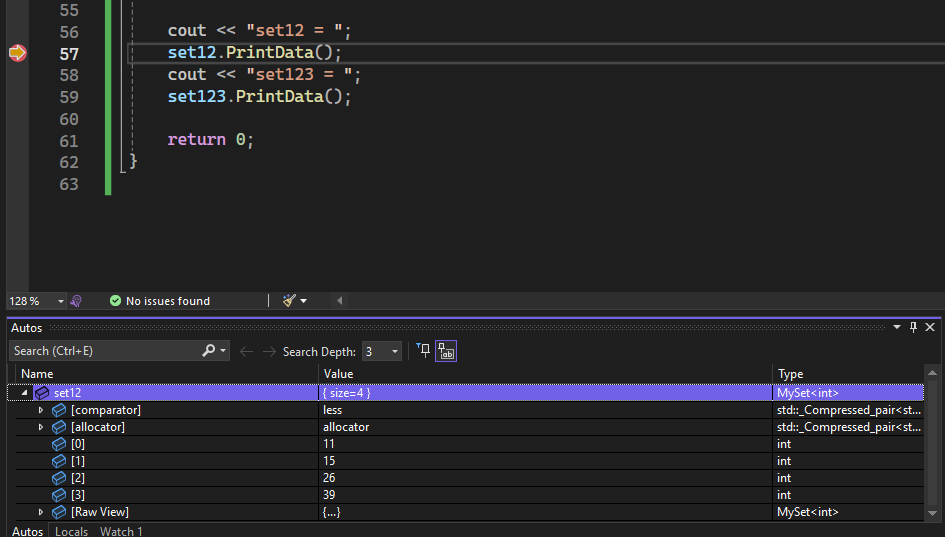 55
56 cout << "set12 = ";
57 set12.PrintData();
58 cout << "set123 = ";
59 set123.PrintData();
60
61 return 0;
62 }
63
128 % No issues found
Autos
Search (Ctrl+E) Search Depth: 3
Name Value Type
set12 { size=4 } MySet<int>
[comparator] less std::_Compressed_pair<st...
[allocator] allocator std::_Compressed_pair<st...
[0] 11 int
[1] 15 int
[2] 26 int
[3] 39 int
[Raw View] {...} MySet<int>
Autos Locals Watch 1